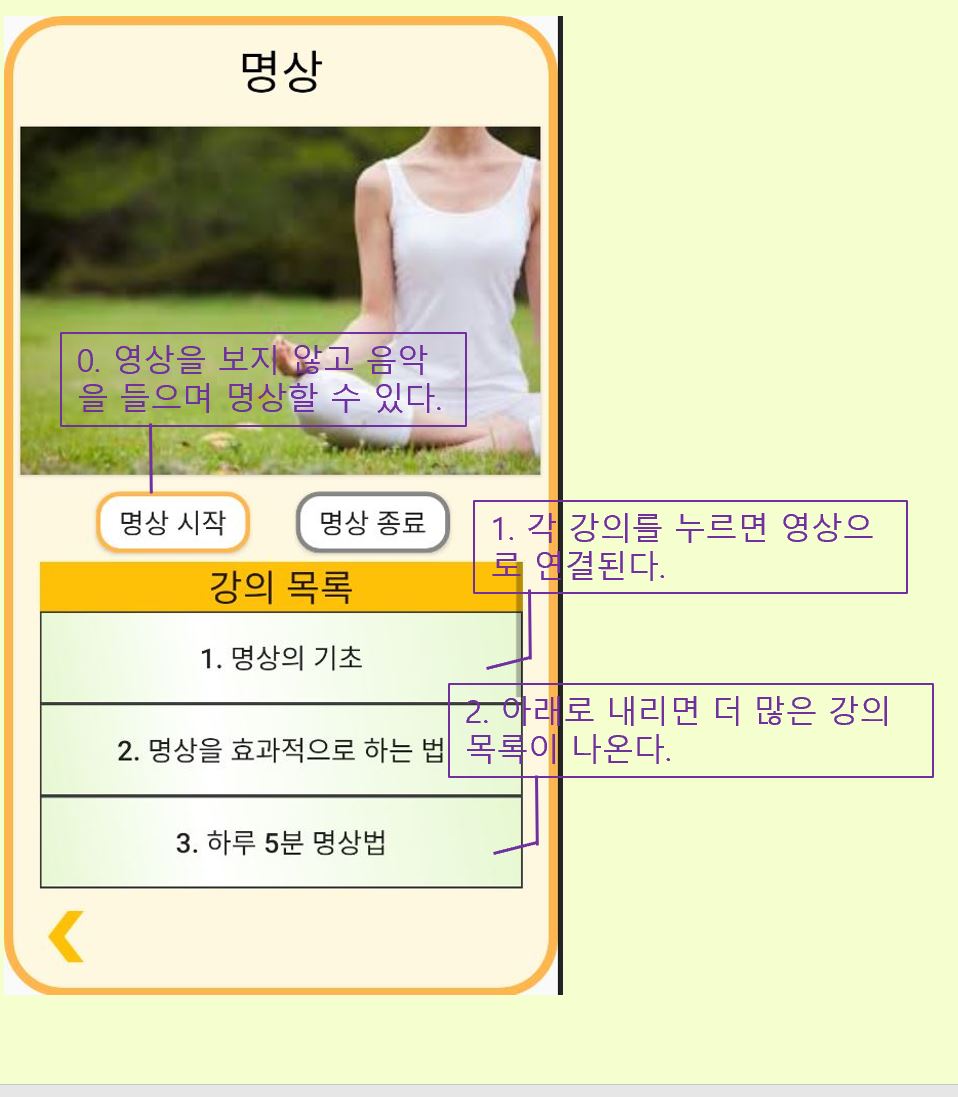 명상
0. 영상을 보지 않고 음악
을 들으며 명상할 수 있다.
명상 시작
명상 종료
1. 각 강의를 누르면 영상으
로 연결된다.
강의 목록
1. 명상의 기초
2. 아래로 내리면 더 많은 강의
목록이 나온다.
2. 명상을 효과적으로 하는 법
3. 하루 5분 명상법